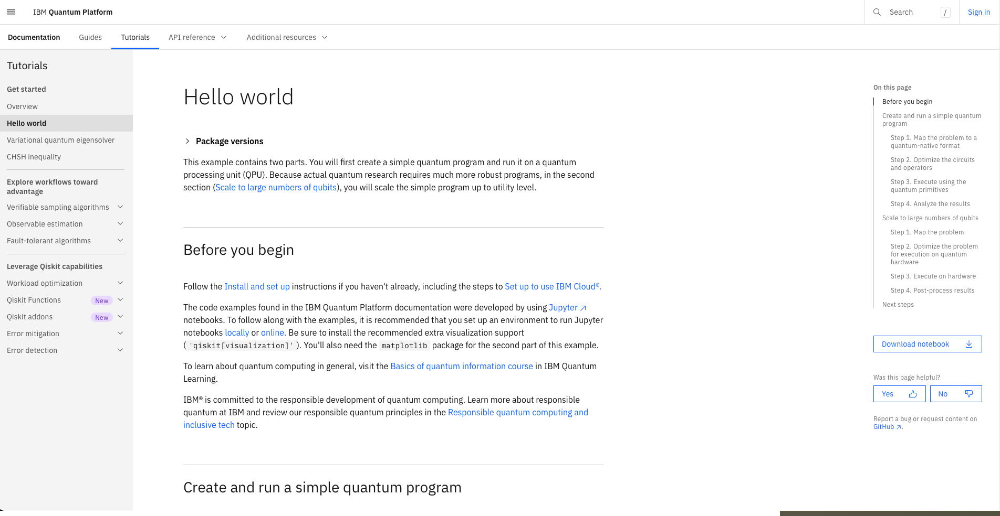 IBM Quantum Platform
Search
/
Sign in
Documentation
Guides
Tutorials
API reference
Additional resources
Tutorials
Get started
Overview
Hello world
Variational quantum eigensolver
CHSH inequality
Explore workflows toward
advantage
Verifiable sampling algorithms
Observable estimation
Fault-tolerant algorithms
Leverage Qiskit capabilities
Workload optimization
Qiskit Functions New
Qiskit addons New
Error mitigation
Error detection
Hello world
Package versions
This example contains two parts. You will first create a simple quantum program and run it on a quantum
processing unit (QPU). Because actual quantum research requires much more robust programs, in the second
section (Scale to large numbers of qubits), you will scale the simple program up to utility level.
Before you begin
Follow the Install and set up instructions if you haven't already, including the steps to Set up to use IBM Cloud®.
The code examples found in the IBM Quantum Platform documentation were developed by using Jupyter ↗
notebooks. To follow along with the examples, it is recommended that you set up an environment to run Jupyter
notebooks locally or online. Be sure to install the recommended extra visualization support
( 'qiskit[visualization]' ). You'll also need the matplotlib package for the second part of this example.
To learn about quantum computing in general, visit the Basics of quantum information course in IBM Quantum
Learning.
IBM® is committed to the responsible development of quantum computing. Learn more about responsible
quantum at IBM and review our responsible quantum principles in the Responsible quantum computing and
inclusive tech topic.
Create and run a simple quantum program
On this page
Before you begin
Create and run a simple quantum
program
Step 1. Map the problem to a
quantum-native format
Step 2. Optimize the circuits
and operators
Step 3. Execute using the
quantum primitives
Step 4. Analyze the results
Scale to large numbers of qubits
Step 1. Map the problem
Step 2. Optimize the problem
for execution on quantum
hardware
Step 3. Execute on hardware
Step 4. Post-process results
Next steps
Download notebook
Was this page helpful?
Yes
No
Report a bug or request content on
GitHub ↗.